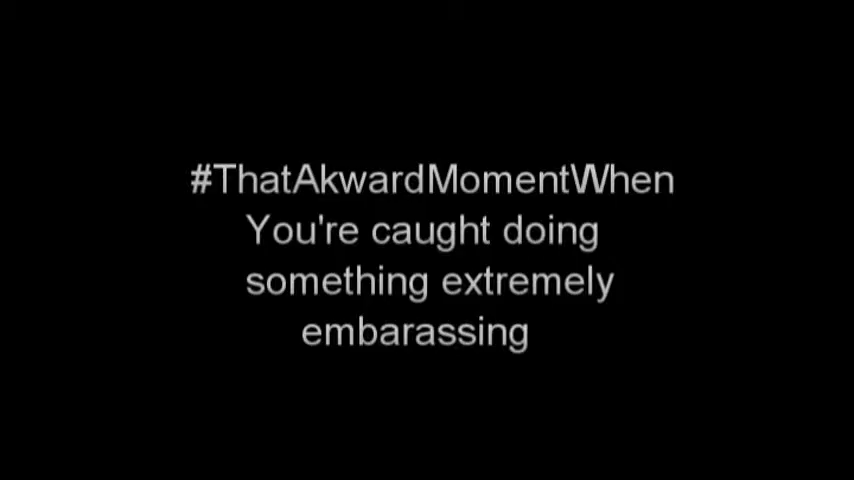 #ThatAkwardMomentWhen
You're caught doing
something extremely
embarassing